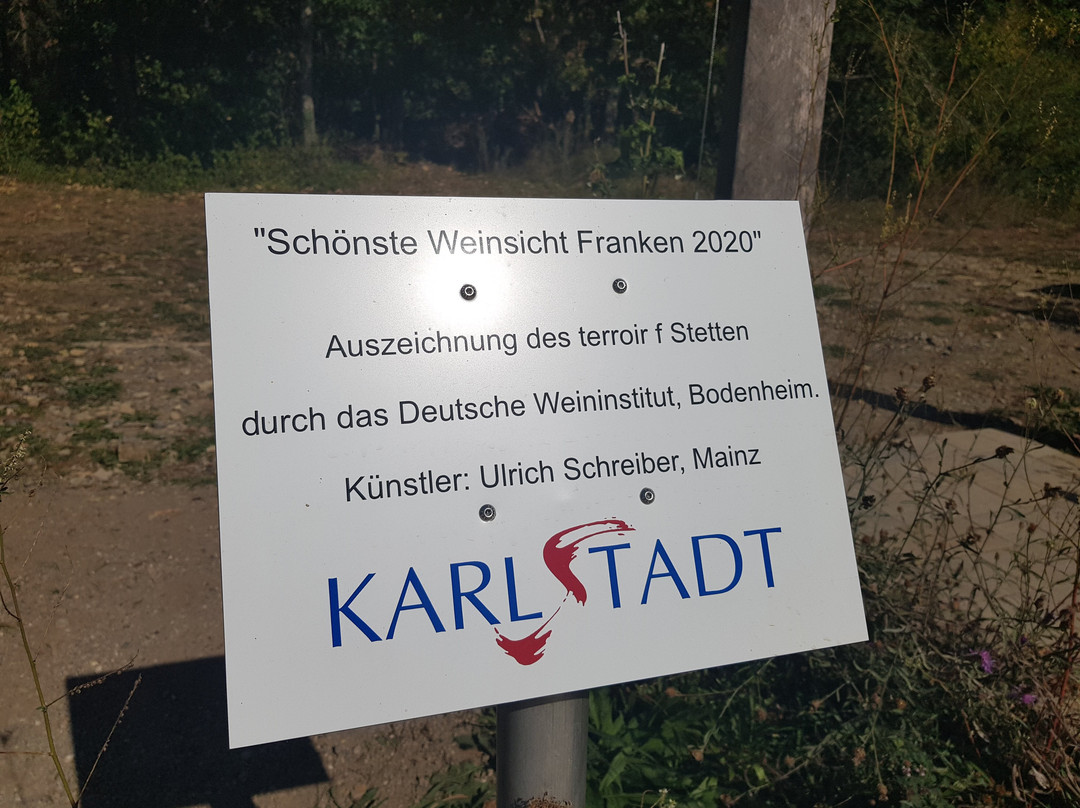 "Schönste Weinsicht Franken 2020"
Auszeichnung des terroir f Stetten
durch das Deutsche Weininstitut, Bodenheim.
Künstler: Ulrich Schreiber, Mainz
KARLSTADT